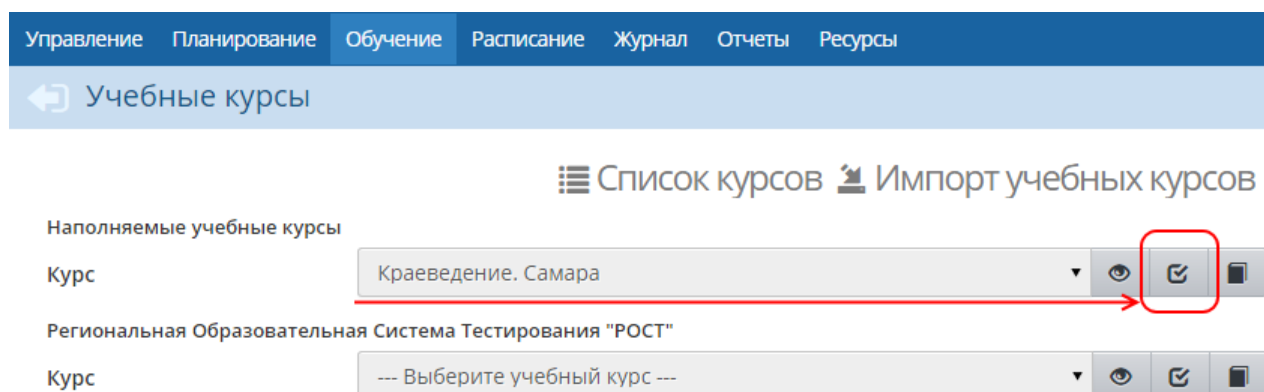 Управление Планирование Обучение Расписание Журнал Отчеты Ресурсы
Учебные курсы
Список курсов Импорт учебных курсов
Наполняемые учебные курсы
Курс Краеведение. Самара
Региональная Образовательная Система Тестирования "РОСТ"
Курс --- Выберите учебный курс ---